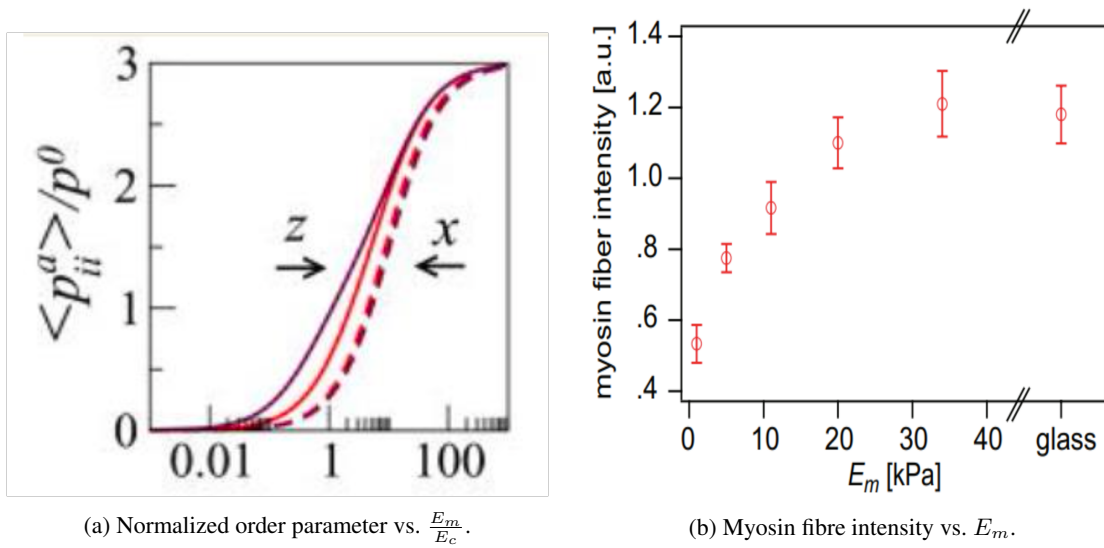 3
2
1
0
<p^a_ii>/p^0
z
x
0.01 1 100
(a) Normalized order parameter vs. E_m/E_c.
1.4
1.2
1.0
.8
.6
.4
myosin fiber intensity [a.u.]
0 10 20 30 40 glass
E_m [kPa]
(b) Myosin fibre intensity vs. E_m.